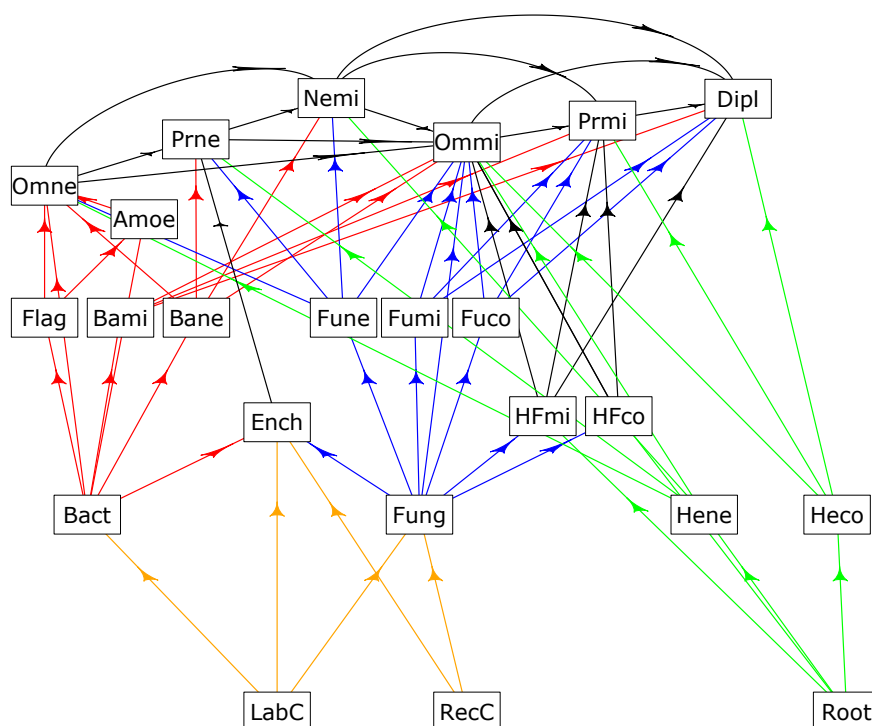 Dipl
Nemi
Prmi
Prne
Ommi
Omne
Amoe
Flag
Bami
Bane
Fune
Fumi
Fuco
HFmi
HFco
Ench
Bact
Fung
Hene
Heco
LabC
RecC
Root